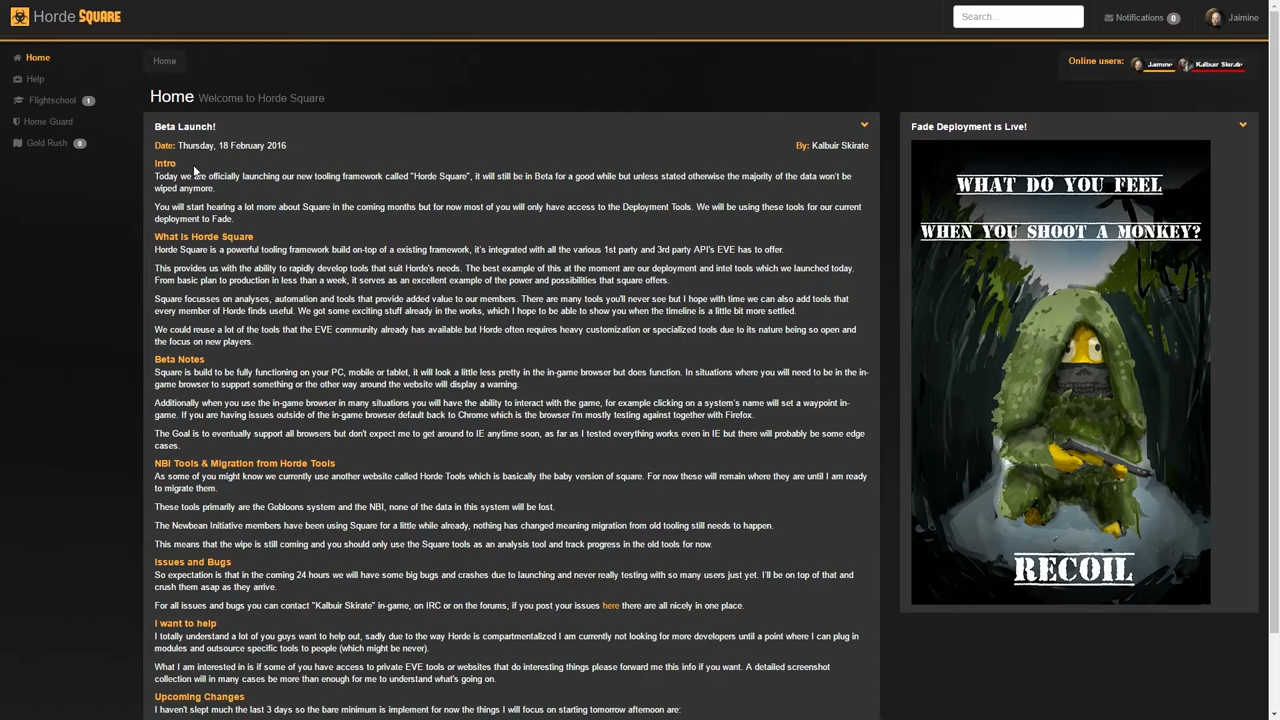 Horde SQUARE
Search...
Notifications 0
Jaimine
Home
Help
Flightschool 1
Home Guard
Gold Rush 0
Home
Online users: Jaimine Kalbuir Skirate
Home Welcome to Horde Square
Beta Launch!
Date: Thursday, 18 February 2016
By: Kalbuir Skirate
Intro
Today we are officially launching our new tooling framework called "Horde Square", it will still be in Beta for a good while but unless stated otherwise the majority of the data won't be
wiped anymore.
You will start hearing a lot more about Square in the coming months but for now most of you will only have access to the Deployment Tools. We will be using these tools for our current
deployment to Fade.
What is Horde Square
Horde Square is a powerful tooling framework build on-top of a existing framework, it's integrated with all the various 1st party and 3rd party API's EVE has to offer.
This provides us with the ability to rapidly develop tools that suit Horde's needs. The best example of this at the moment are our deployment and intel tools which we launched today.
From basic plan to production in less than a week, it serves as an excellent example of the power and possibilities that square offers.
Square focusses on analyses, automation and tools that provide added value to our members. There are many tools you'll never see but I hope with time we can also add tools that
every member of Horde finds useful. We got some exciting stuff already in the works, which I hope to be able to show you when the timeline is a little bit more settled.
We could reuse a lot of the tools that the EVE community already has available but Horde often requires heavy customization or specialized tools due to its nature being so open and
the focus on new players.
Beta Notes
Square is build to be fully functioning on your PC, mobile or tablet, it will look a little less pretty in the in-game browser but does function. In situations where you will need to be in the in-
game browser to support something or the other way around the website will display a warning.
Additionally when you use the in-game browser in many situations you will have the ability to interact with the game, for example clicking on a system's name will set a waypoint in-
game. If you are having issues outside of the in-game browser default back to Chrome which is the browser i'm mostly testing against together with Firefox.
The Goal is to eventually support all browsers but don't expect me to get around to IE anytime soon, as far as I tested everything works even in IE but there will probably be some edge
cases.
NBI Tools & Migration from Horde Tools
As some of you might know we currently use another website called Horde Tools which is basically the baby version of square. For now these will remain where they are until I am ready
to migrate them.
These tools primarily are the Gobloons system and the NBI, none of the data in this system will be lost.
The Newbean Initiative members have been using Square for a little while already, nothing has changed meaning migration from old tooling still needs to happen.
This means that the wipe is still coming and you should only use the Square tools as an analysis tool and track progress in the old tools for now.
Issues and Bugs
So expectation is that in the coming 24 hours we will have some big bugs and crashes due to launching and never really testing with so many users just yet. I'll be on top of that and
crush them asap as they arrive.
For all issues and bugs you can contact "Kalbuir Skirate" in-game, on IRC or on the forums, if you post your issues here there are all nicely in one place.
I want to help
I totally understand a lot of you guys want to help out, sadly due to the way Horde is compartmentalized I am currently not looking for more developers until a point where I can plug in
modules and outsource specific tools to people (which might be never).
What I am interested in is if some of you have access to private EVE tools or websites that do interesting things please forward me this info if you want. A detailed screenshot
collection will in many cases be more than enough for me to understand what's going on.
Upcoming Changes
I haven't slept much the last 3 days so the bare minimum is implement for now the things I will focus on starting tomorrow afternoon are:
Fade Deployment is Live!
WHAT DO YOU FEEL
WHEN YOU SHOOT A MONKEY?
RECOIL